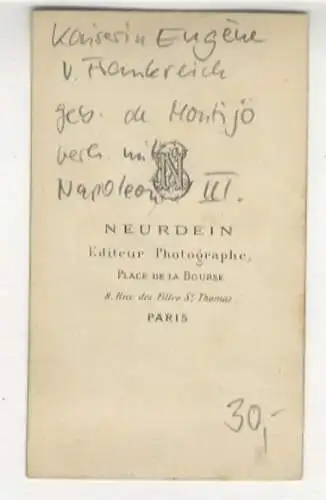 Kaiserin Eugène
v. Frankreich
geb. de Montijo
verh. mit
Napoleon III.
N
NEURDEIN
Editeur Photographe,
PLACE DE LA BOURSE
8, Rue des Filles St Thomas
PARIS
30,-